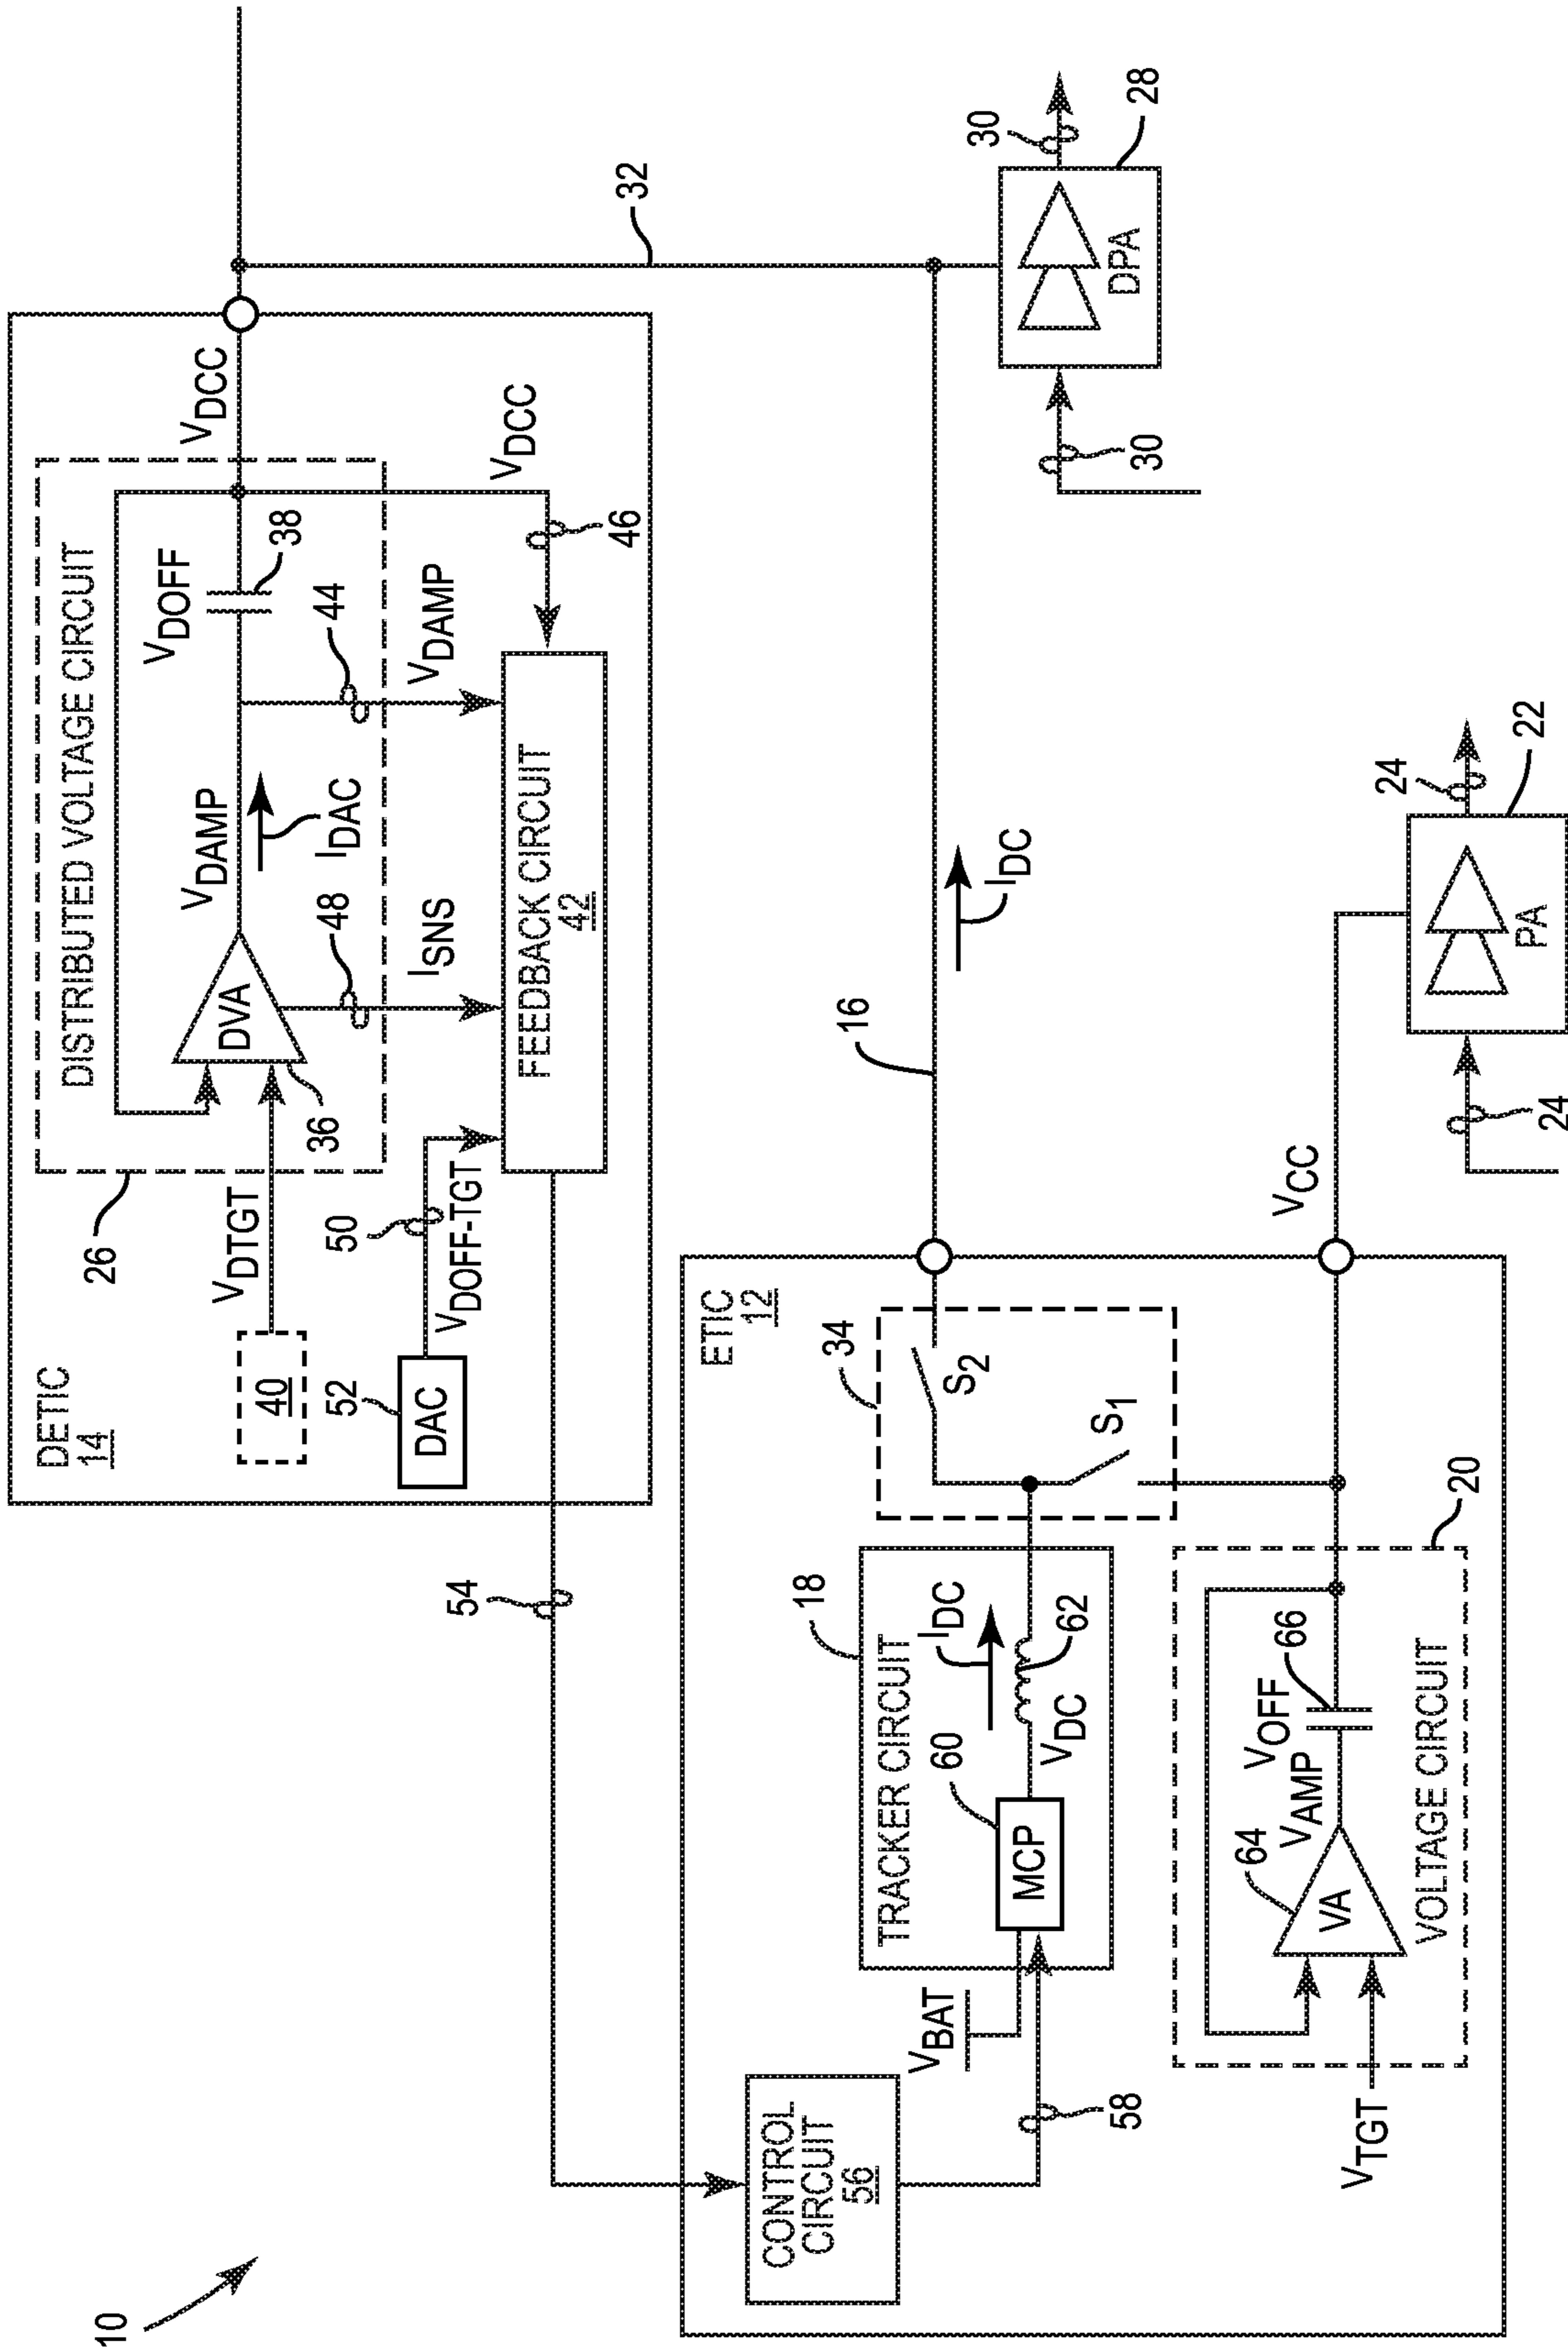 10
DETIC
14
DISTRIBUTED VOLTAGE CIRCUIT
26
40
VDTGT
DVA
36
VDAMP
IDAC
VDOFF
38
VDCC
VDCC
46
44
VDAMP
48
ISNS
52
DAC
50
VDOFF-TGT
FEEDBACK CIRCUIT
42
32
30
30
DPA
28
54
ETIC
12
CONTROL
CIRCUIT
56
58
VBAT
18
TRACKER CIRCUIT
60
MCP
IDC
62
VDC
34
S2
S1
16
IDC
20
VOLTAGE CIRCUIT
64
VA
VAMP
VOFF
66
VTGT
VCC
24
24
PA
22